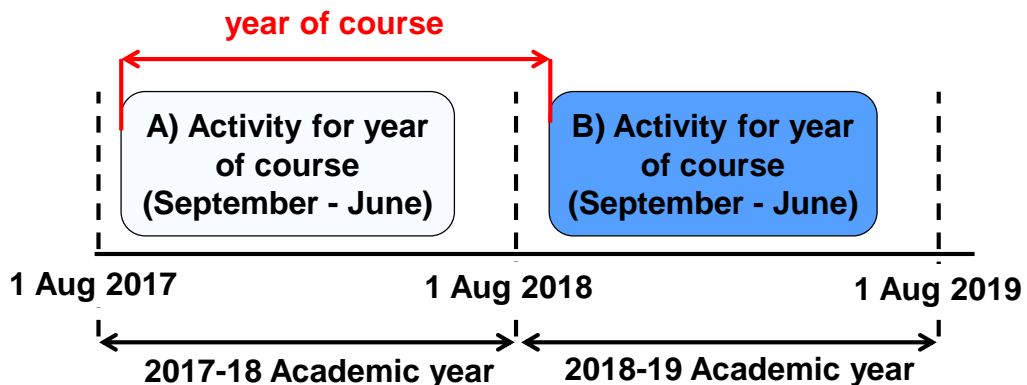 year of course
A) Activity for year
of course
(September - June)
B) Activity for year
of course
(September - June)
1 Aug 2017
1 Aug 2018
1 Aug 2019
2017-18 Academic year
2018-19 Academic year